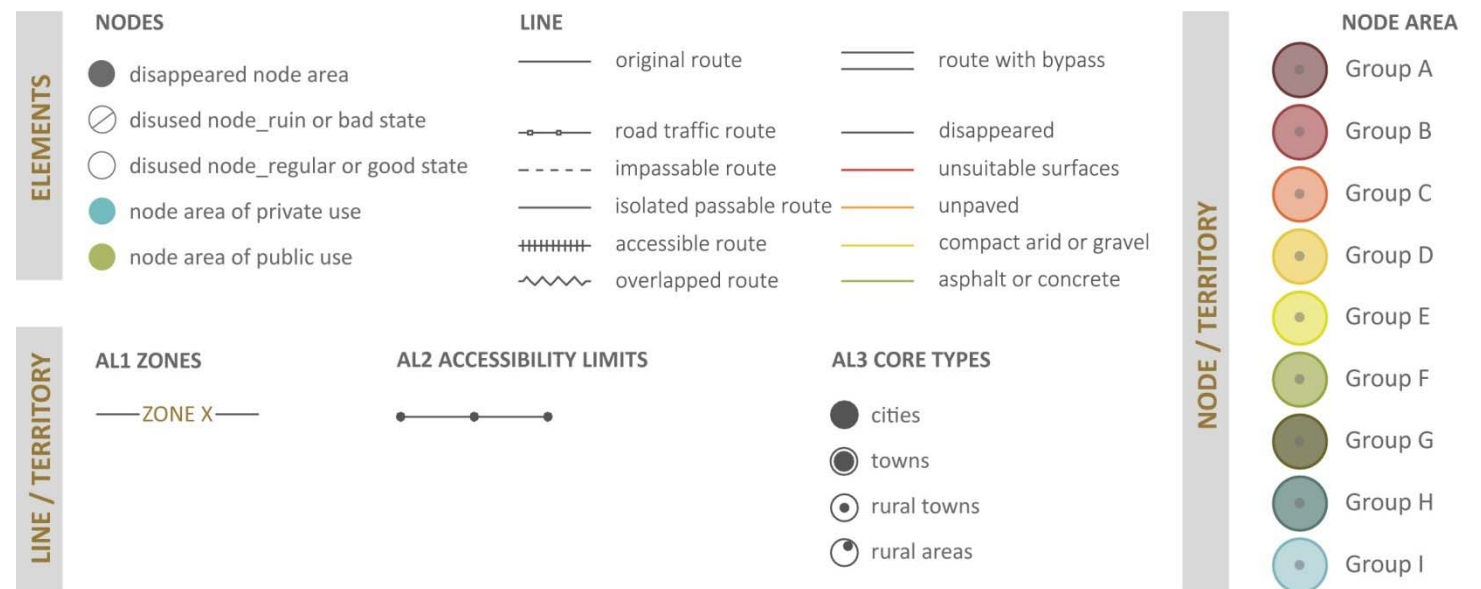 ELEMENTS
NODES
disappeared node area
disused node_ruin or bad state
disused node_regular or good state
node area of private use
node area of public use
LINE
original route
road traffic route
impassable route
isolated passable route
accessible route
overlapped route
route with bypass
disappeared
unsuitable surfaces
unpaved
compact arid or gravel
asphalt or concrete
LINE / TERRITORY
AL1 ZONES
ZONE X
AL2 ACCESSIBILITY LIMITS
AL3 CORE TYPES
cities
towns
rural towns
rural areas
NODE / TERRITORY
NODE AREA
Group A
Group B
Group C
Group D
Group E
Group F
Group G
Group H
Group I